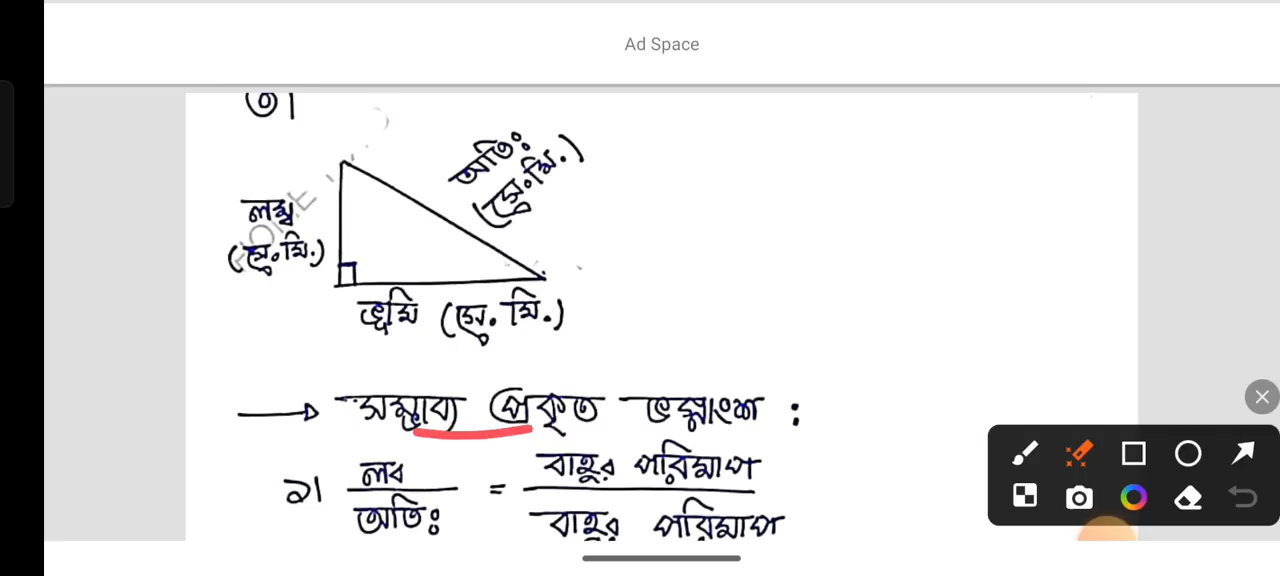 Ad Space
৩।
অতি:
(সে.মি.)
লম্ব
(সে.মি.)
ভূমি (সে.মি.)
→ সম্ভাব্য প্রকৃত ভগ্নাংশ :
১। লম্ব / অতি: = বাহুর পরিমাপ / বাহুর পরিমাপ